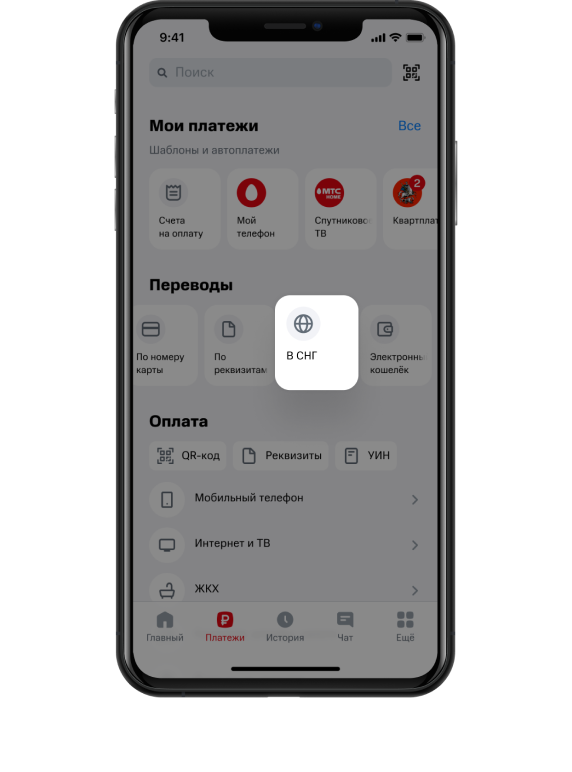 9:41
Поиск
Мои платежи
Все
Шаблоны и автоплатежи
Счета
на оплату
Мой
телефон
МТС
HOME
Спутниково
ТВ
2
Квартплат
Переводы
По номеру
карты
По
реквизитам
В СНГ
Электронны
кошелёк
Оплата
QR-код
Реквизиты
УИН
Мобильный телефон
Интернет и ТВ
ЖКХ
Главный
Платежи
История
Чат
Ещё